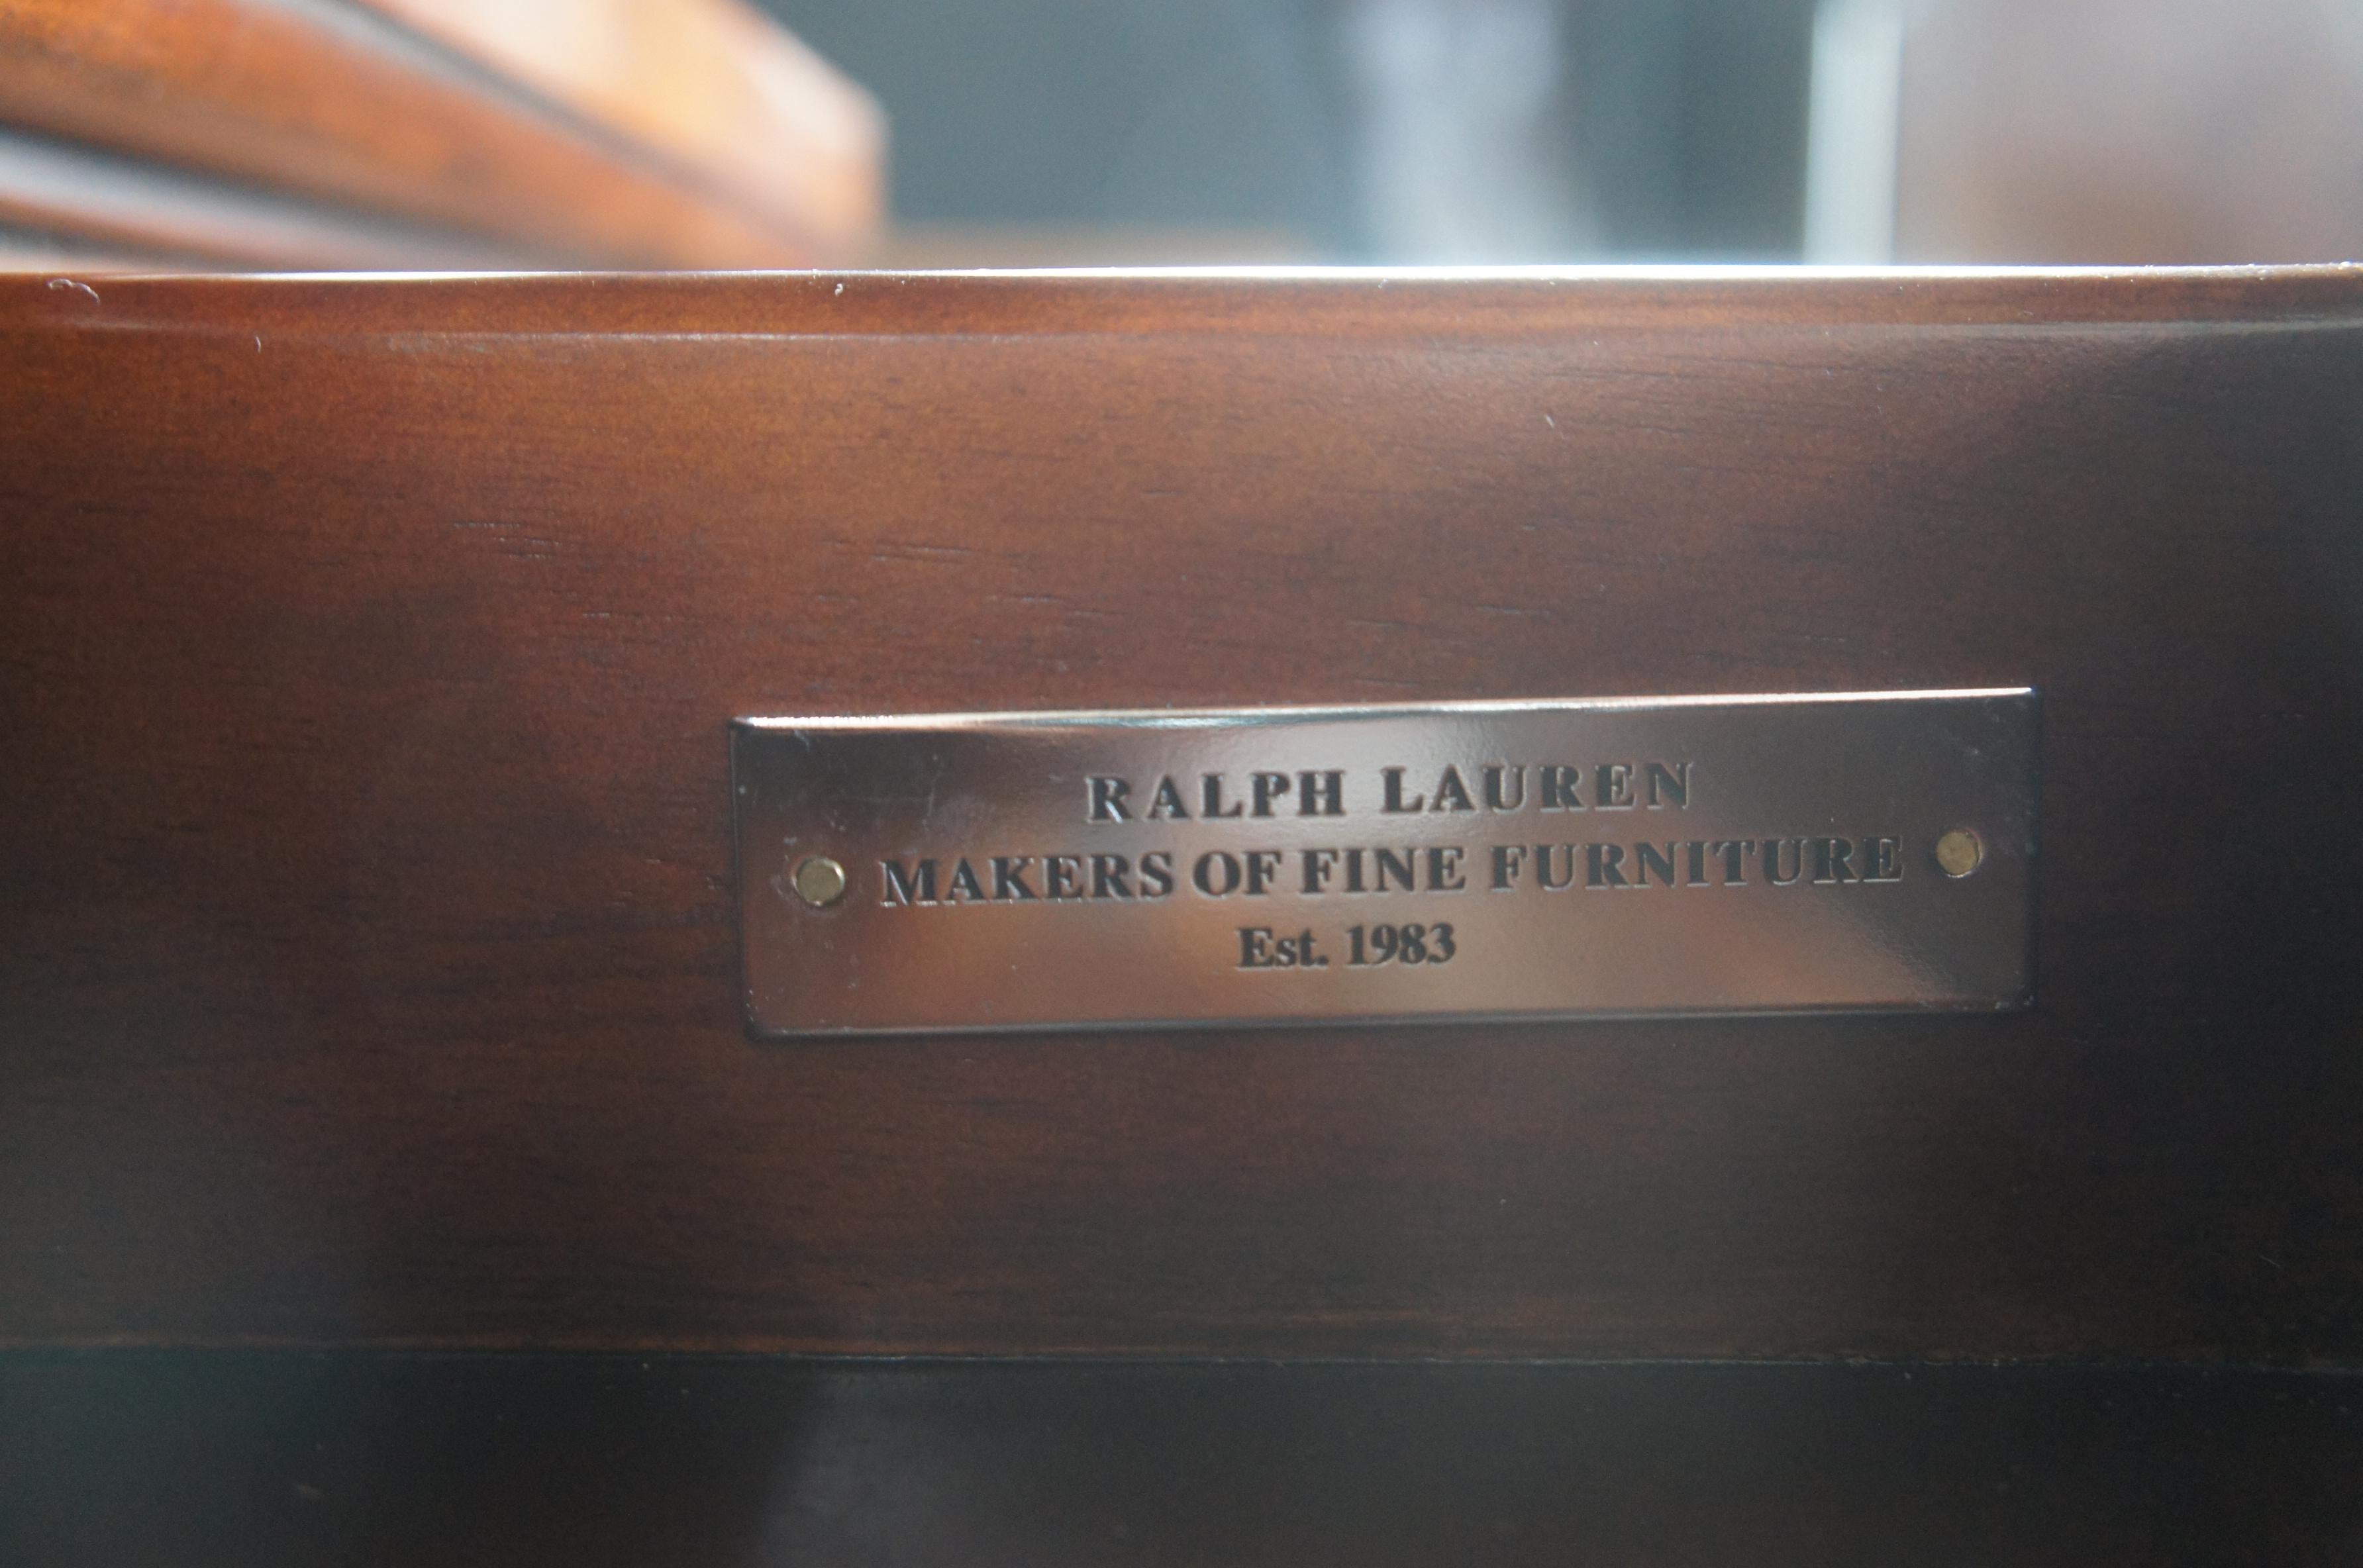 RALPH LAUREN
MAKERS OF FINE FURNITURE
Est. 1983